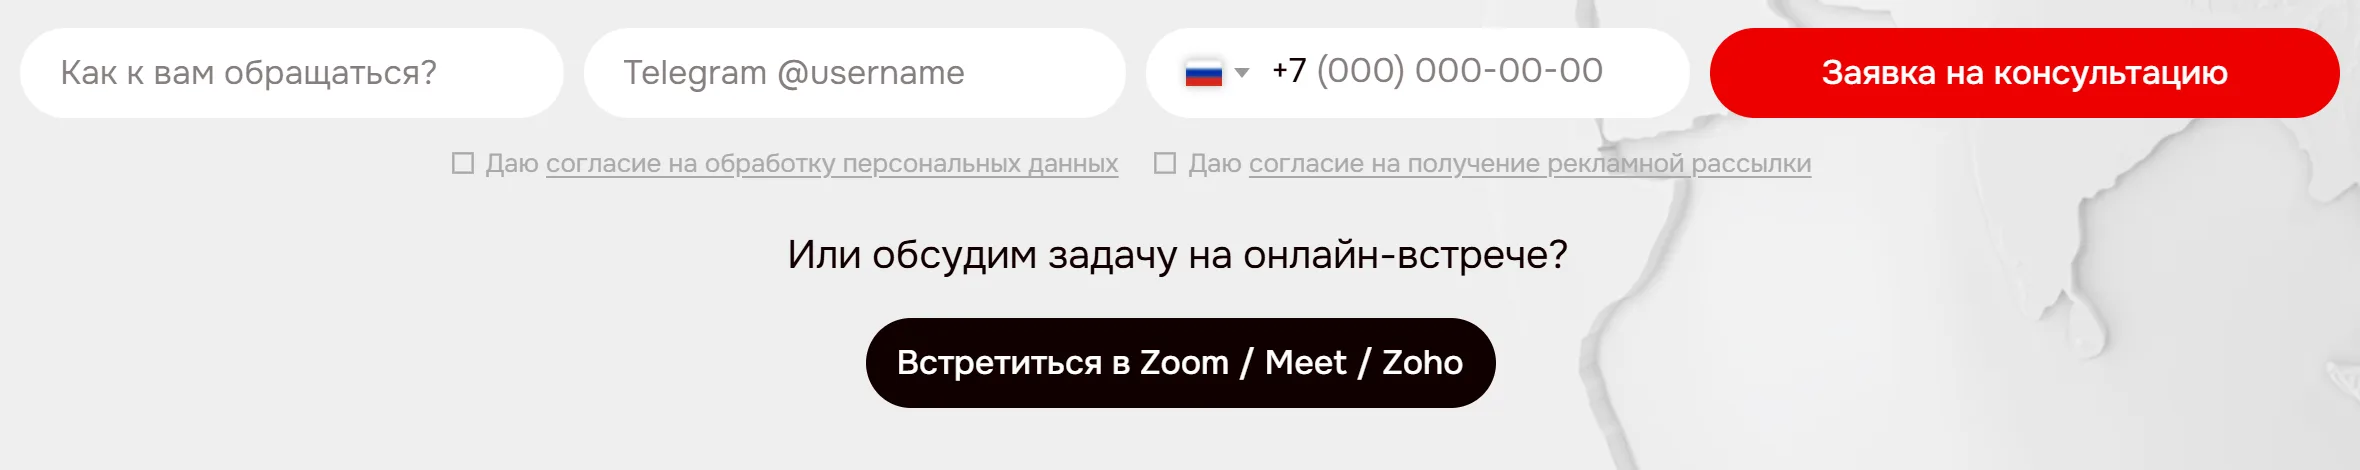 Как к вам обращаться?
Telegram @username
+7 (000) 000-00-00
Заявка на консультацию
Даю согласие на обработку персональных данных
Даю согласие на получение рекламной рассылки
Или обсудим задачу на онлайн-встрече?
Встретиться в Zoom / Meet / Zoho